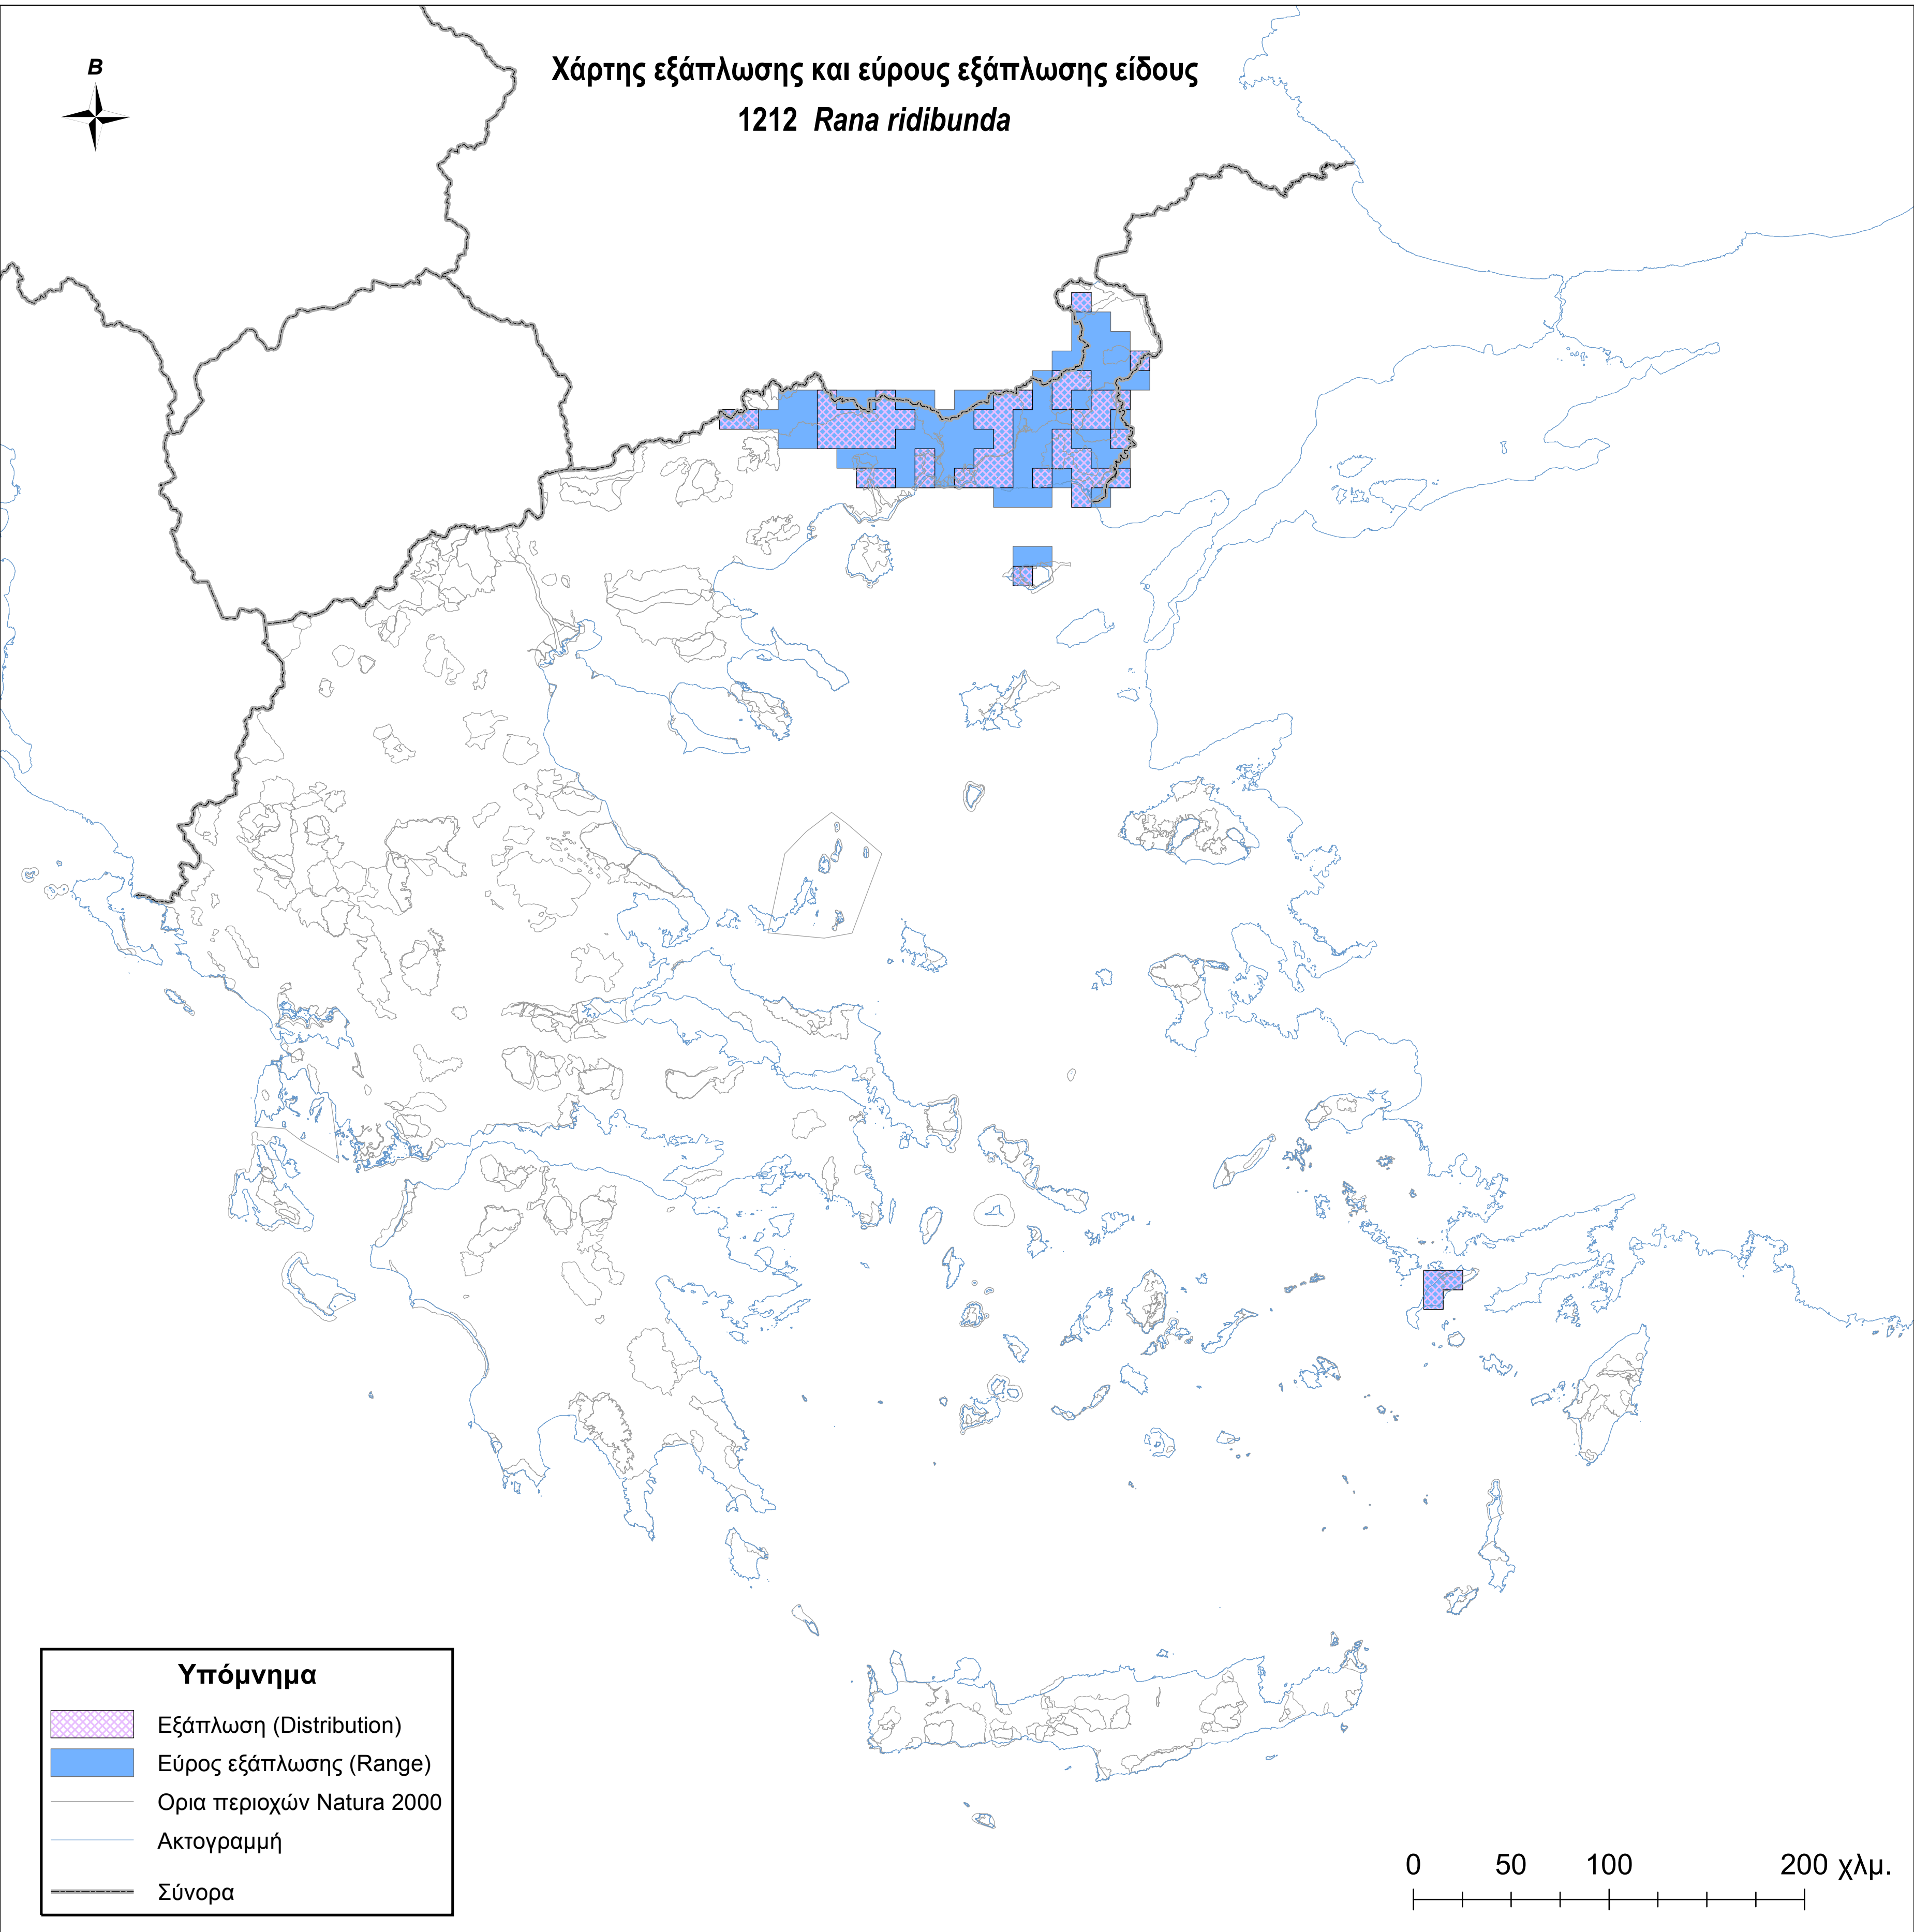 Χάρτης εξάπλωσης και εύρους εξάπλωσης είδους
1212 Rana ridibunda
Β
Υπόμνημα
Εξάπλωση (Distribution)
Εύρος εξάπλωσης (Range)
Ορια περιοχών Natura 2000
Ακτογραμμή
Σύνορα
0 50 100 200 χλμ.